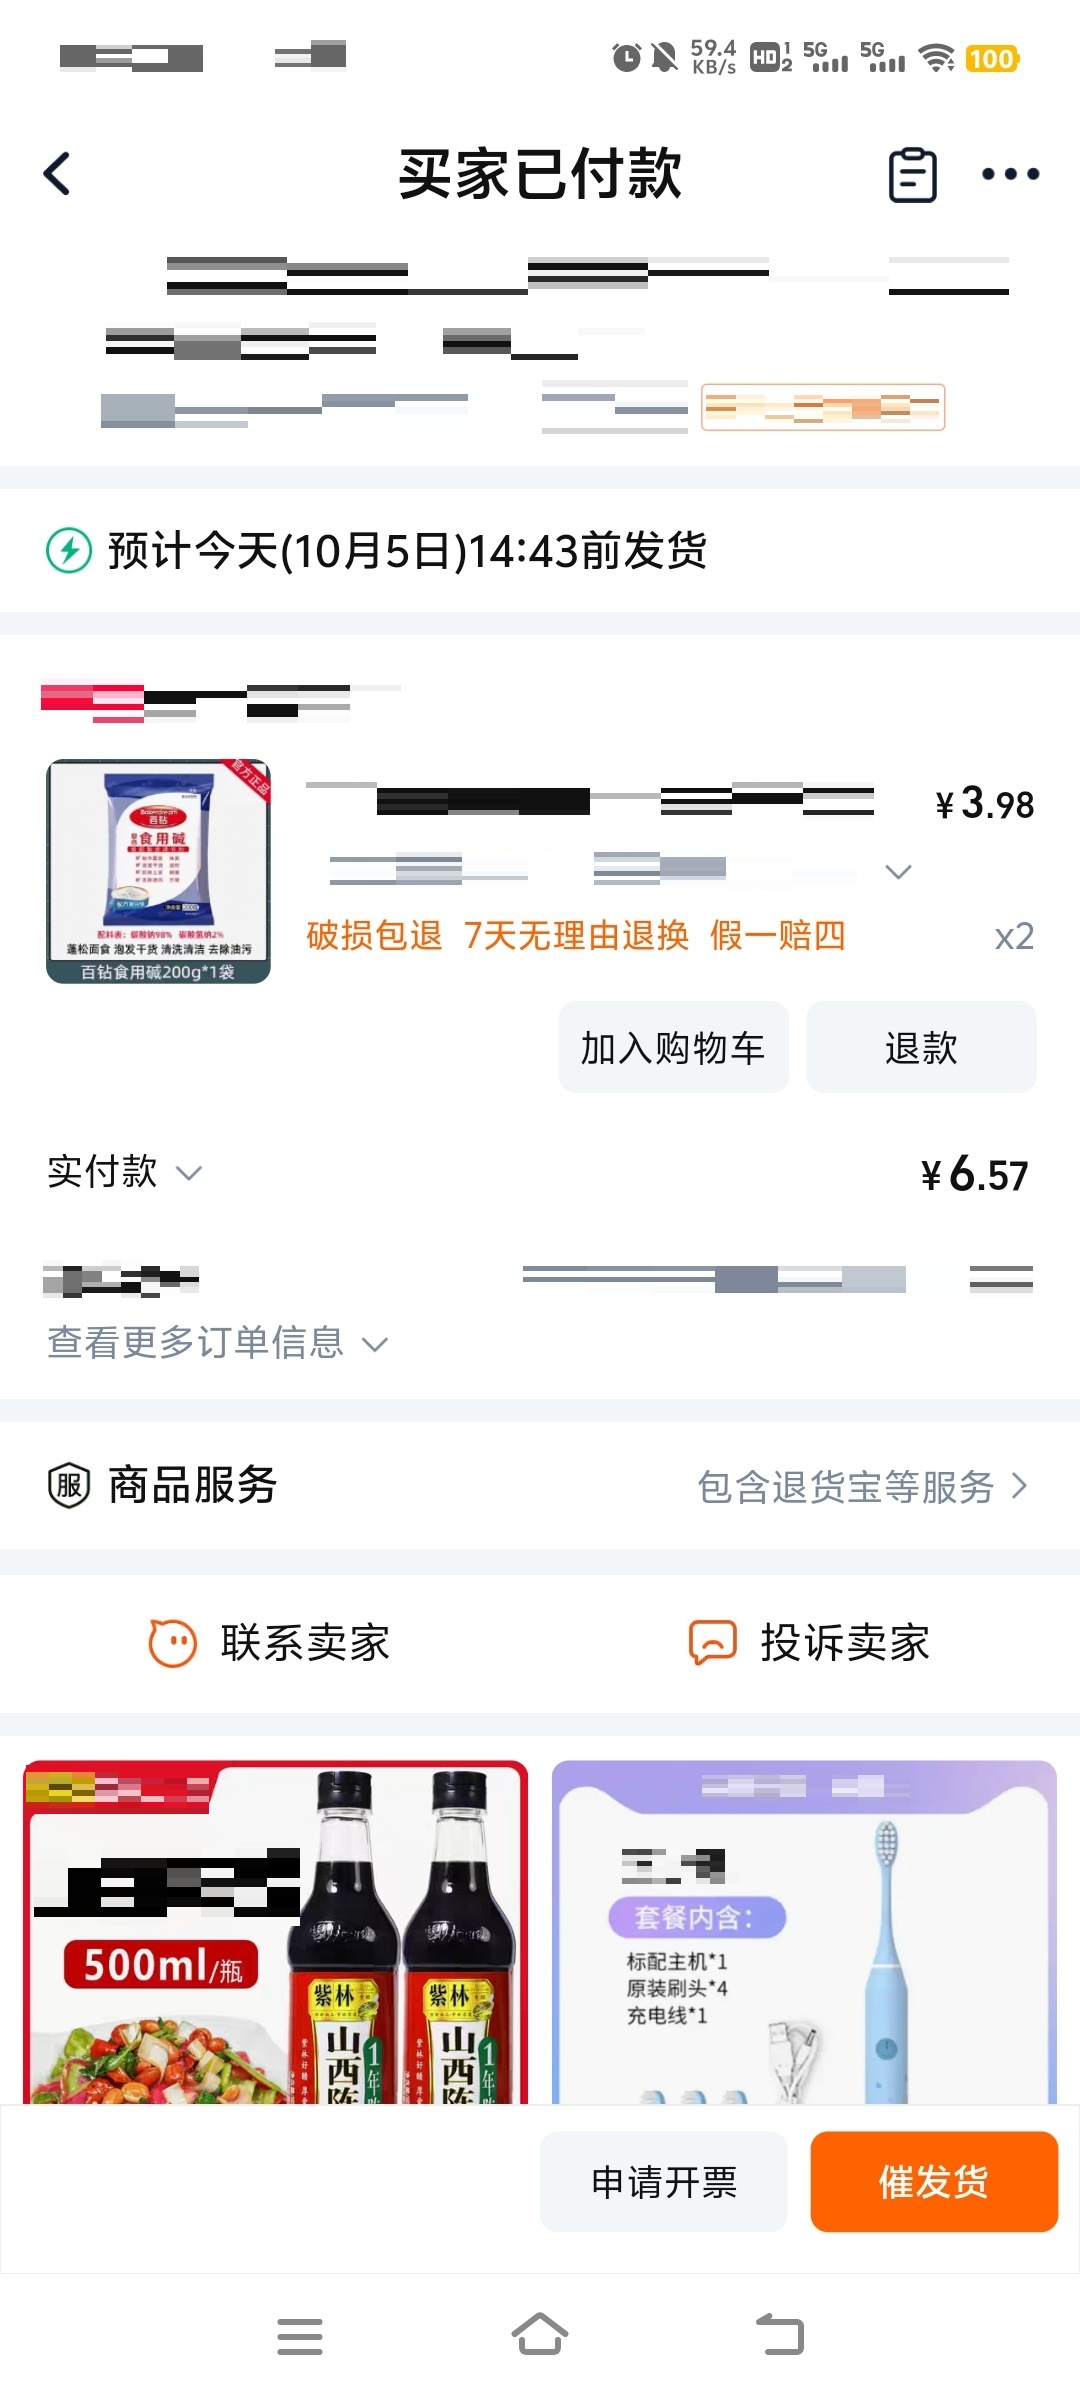 59.4
KB/s
HD 1 2
5G
5G
100
买家已付款
预计今天(10月5日)14:43前发货
官方正品
百钻
食用碱
配料表：碳酸钠98% 碳酸氢钠2%
蓬松面食 泡发干货 清洗清洁 去除油污
百钻食用碱200g*1袋
¥3.98
破损包退 7天无理由退换 假一赔四
x2
加入购物车
退款
实付款
¥6.57
查看更多订单信息
服 商品服务
包含退货宝等服务
联系卖家
投诉卖家
500ml/瓶
紫林
山西陈
1年
紫林
山西陈
1年
套餐内含：
标配主机*1
原装刷头*4
充电线*1
申请开票
催发货